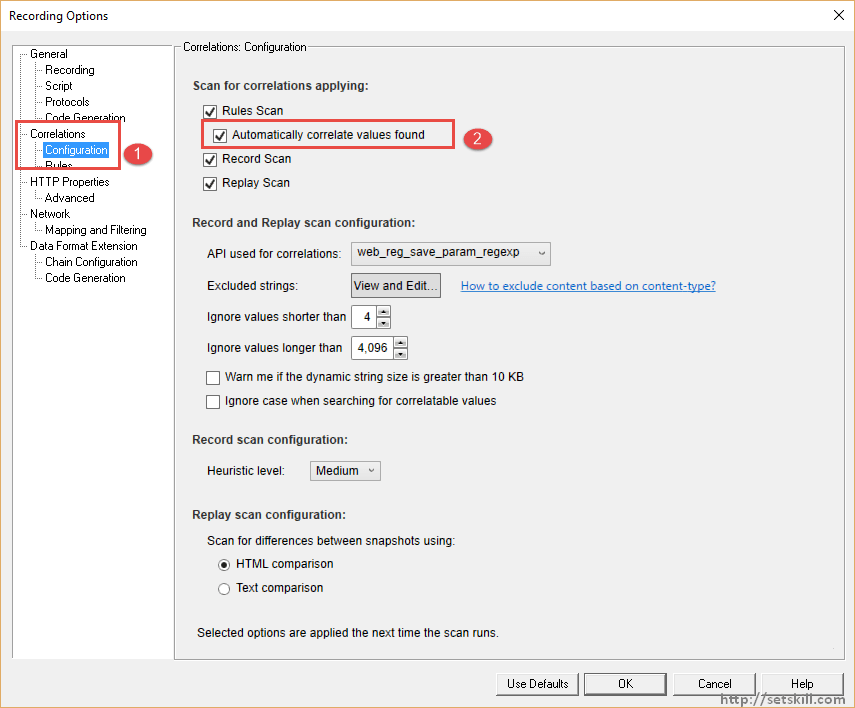 Recording Options
General
Recording
Script
Protocols
Code Generation
Correlations
Configuration
Rules
HTTP Properties
Advanced
Network
Mapping and Filtering
Data Format Extension
Chain Configuration
Code Generation
1
Correlations: Configuration
Scan for correlations applying:
Rules Scan
Automatically correlate values found
2
Record Scan
Replay Scan
Record and Replay scan configuration:
API used for correlations: web_reg_save_param_regexp
Excluded strings: View and Edit... How to exclude content based on content-type?
Ignore values shorter than 4
Ignore values longer than 4,096
Warn me if the dynamic string size is greater than 10 KB
Ignore case when searching for correlatable values
Record scan configuration:
Heuristic level: Medium
Replay scan configuration:
Scan for differences between snapshots using:
HTML comparison
Text comparison
Selected options are applied the next time the scan runs.
Use Defaults OK Cancel Help
http://setskill.com